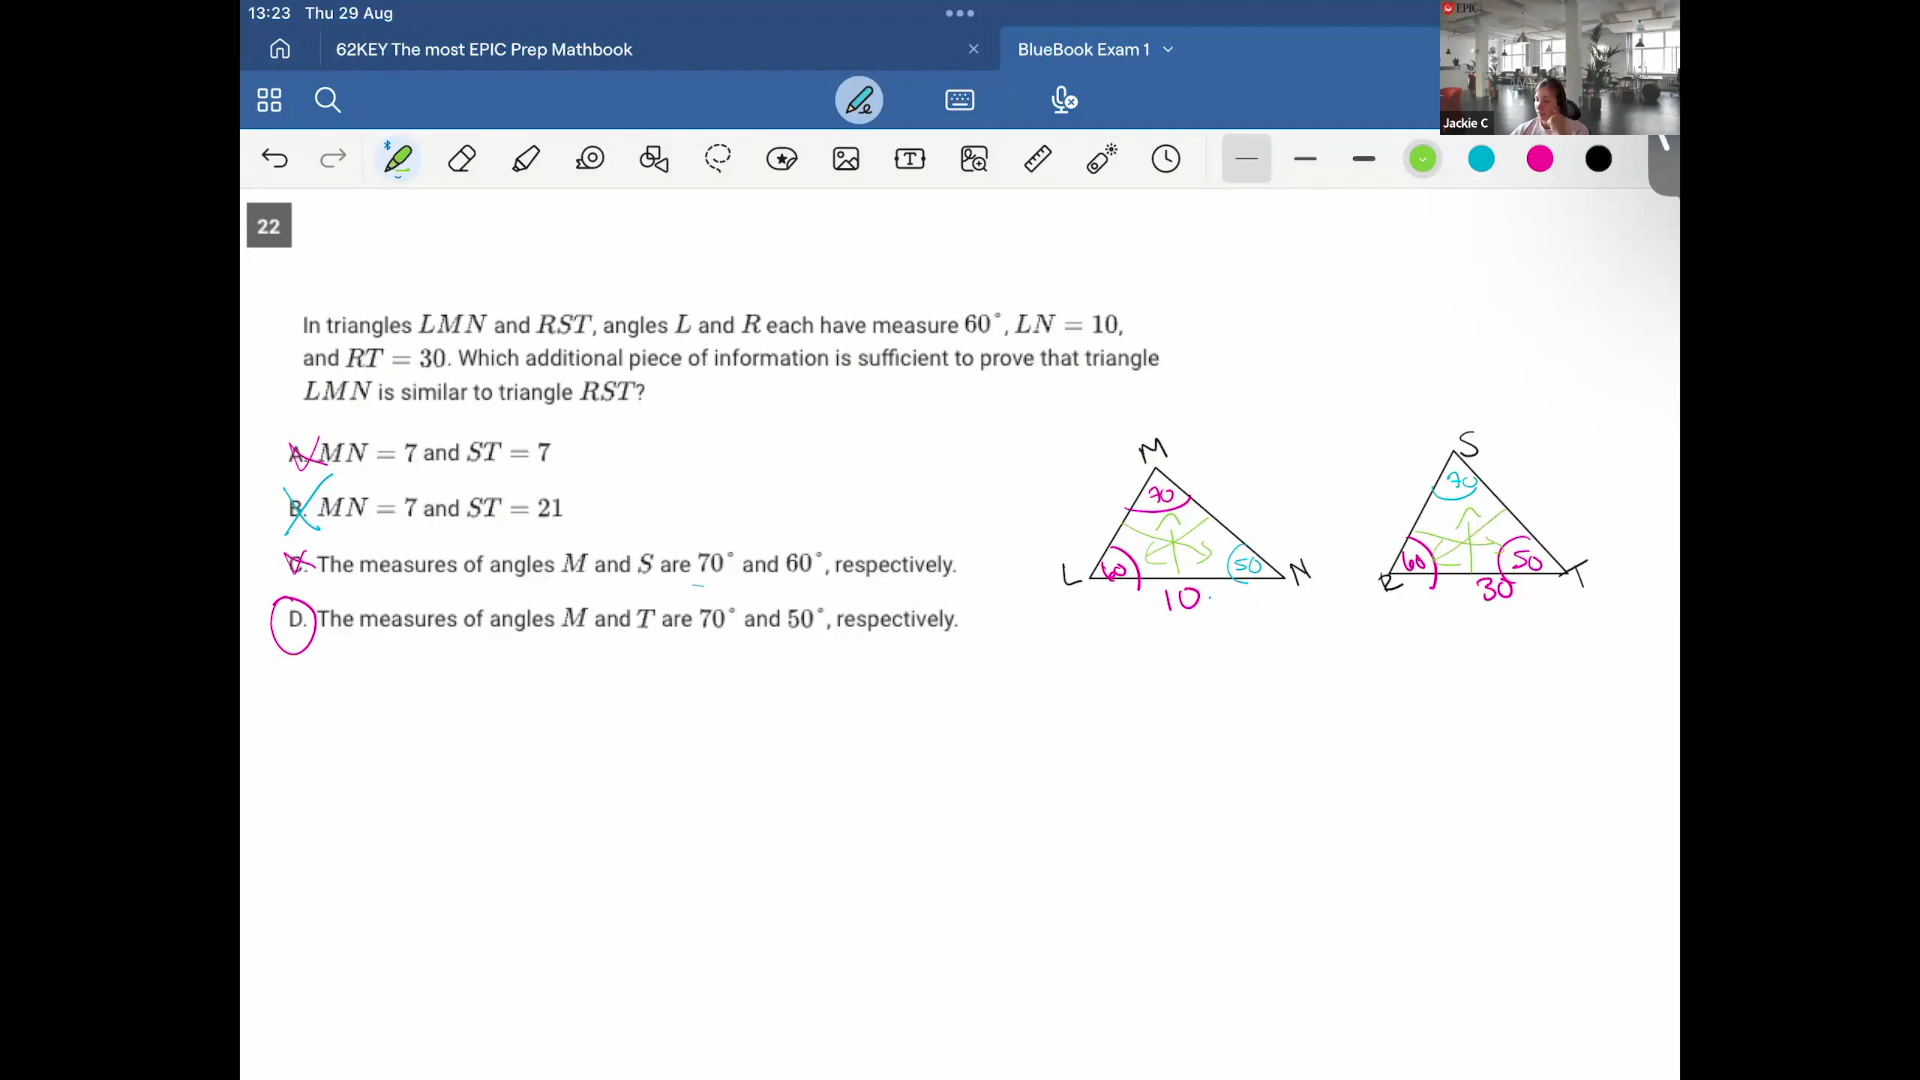 13:23 Thu 29 Aug
EPIC
62KEY The most EPIC Prep Mathbook
BlueBook Exam 1
Jackie C
22
In triangles LMN and RST, angles L and R each have measure 60°, LN = 10,
and RT = 30. Which additional piece of information is sufficient to prove that triangle
LMN is similar to triangle RST?
A. MN = 7 and ST = 7
B. MN = 7 and ST = 21
C. The measures of angles M and S are 70° and 60°, respectively.
D. The measures of angles M and T are 70° and 50°, respectively.
M
70
L
60
50
N
10
S
70
R
60
50
T
30